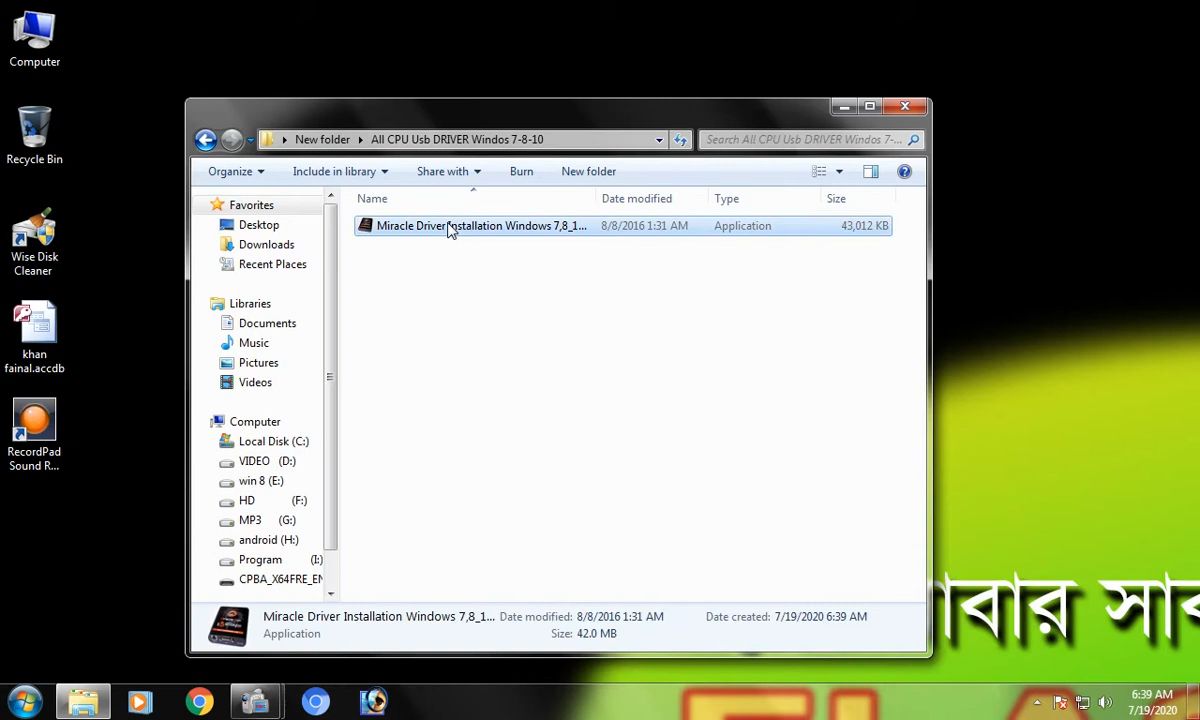 Computer
Recycle Bin
Wise Disk
Cleaner
khan
fainal.accdb
RecordPad
Sound R...
New folder
All CPU Usb DRIVER Windos 7-8-10
Search All CPU Usb DRIVER Windos 7-...
Organize
Include in library
Share with
Burn
New folder
Name
Date modified
Type
Size
Miracle Driver Installation Windows 7,8_1...
8/8/2016 1:31 AM
Application
43,012 KB
Favorites
Desktop
Downloads
Recent Places
Libraries
Documents
Music
Pictures
Videos
Computer
Local Disk (C:)
VIDEO (D:)
win 8 (E:)
HD (F:)
MP3 (G:)
android (H:)
Program (I:)
CPBA_X64FRE_EN
Miracle Driver Installation Windows 7,8_1...
Date modified: 8/8/2016 1:31 AM
Date created: 7/19/2020 6:39 AM
Application
Size: 42.0 MB
6:39 AM
7/19/2020